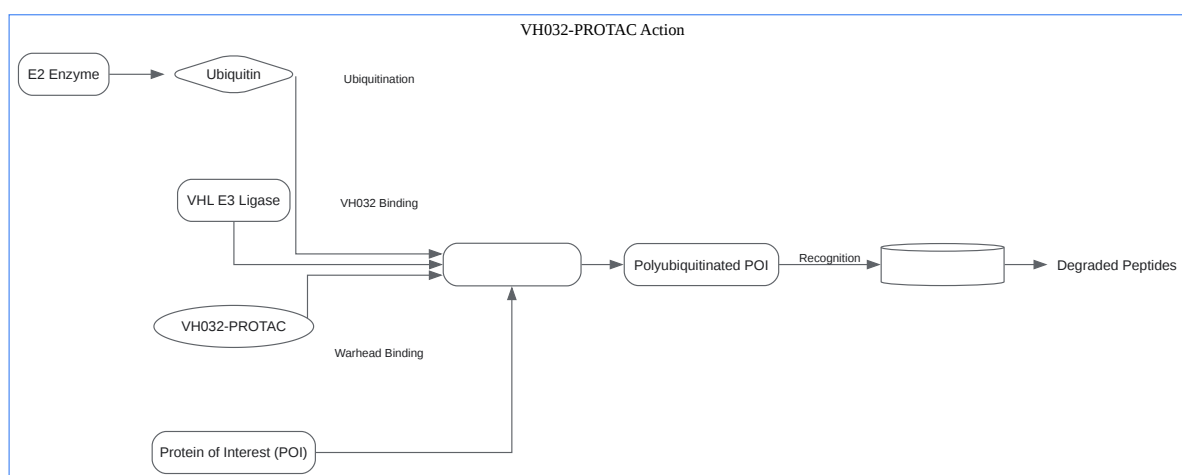 VH032-PROTAC Action
E2 Enzyme
Ubiquitin
Ubiquitination
VHL E3 Ligase
VH032 Binding
Polyubiquitinated POI
Recognition
Degraded Peptides
VH032-PROTAC
Warhead Binding
Protein of Interest (POI)